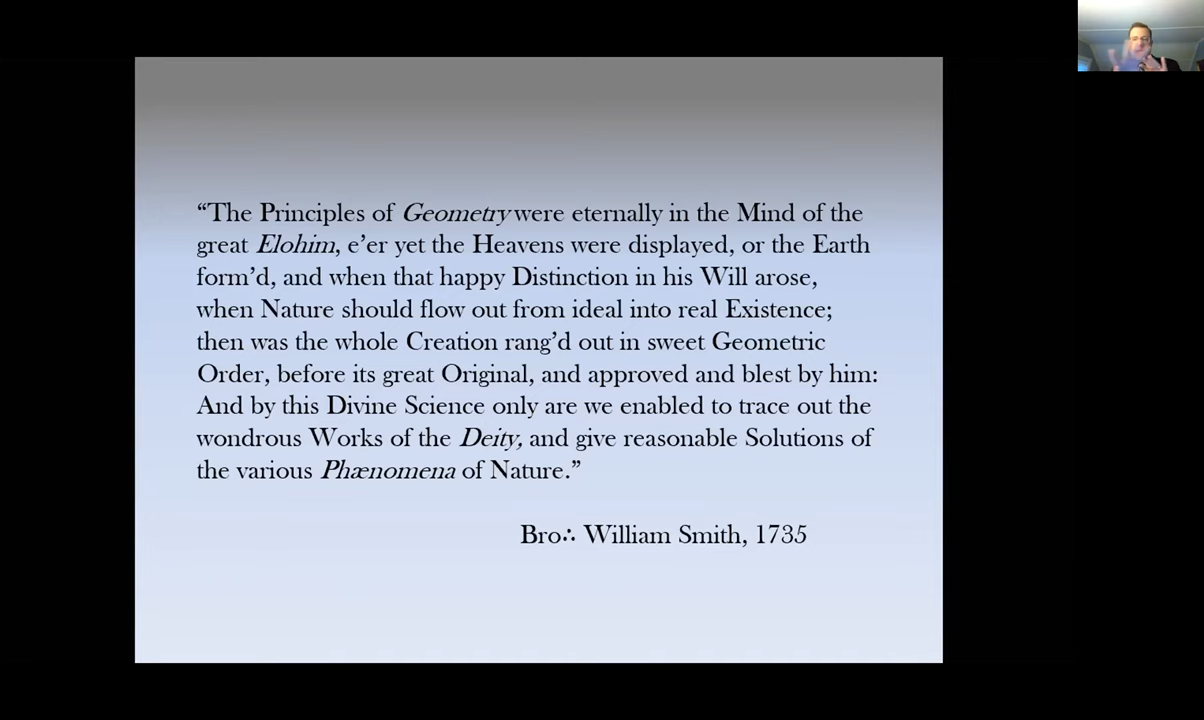 “The Principles of Geometry were eternally in the Mind of the
great Elohim, e’er yet the Heavens were displayed, or the Earth
form’d, and when that happy Distinction in his Will arose,
when Nature should flow out from ideal into real Existence;
then was the whole Creation rang’d out in sweet Geometric
Order, before its great Original, and approved and blest by him:
And by this Divine Science only are we enabled to trace out the
wondrous Works of the Deity, and give reasonable Solutions of
the various Phænomena of Nature.”
Bro∴ William Smith, 1735